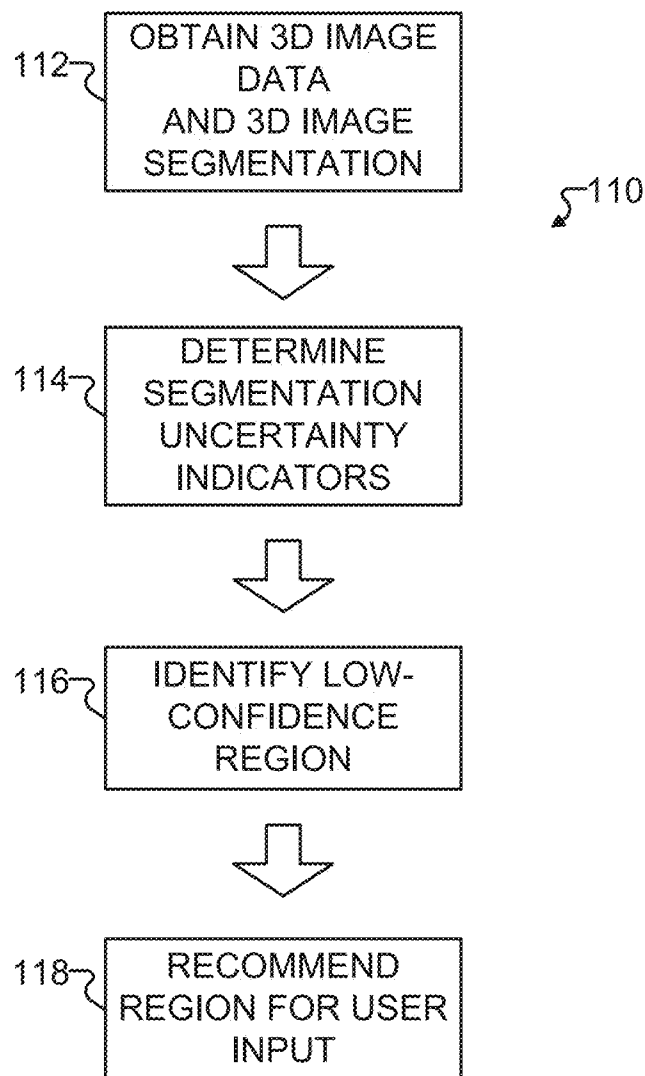 112
OBTAIN 3D IMAGE
DATA
AND 3D IMAGE
SEGMENTATION
110
114
DETERMINE
SEGMENTATION
UNCERTAINTY
INDICATORS
116
IDENTIFY LOW-
CONFIDENCE
REGION
118
RECOMMEND
REGION FOR USER
INPUT